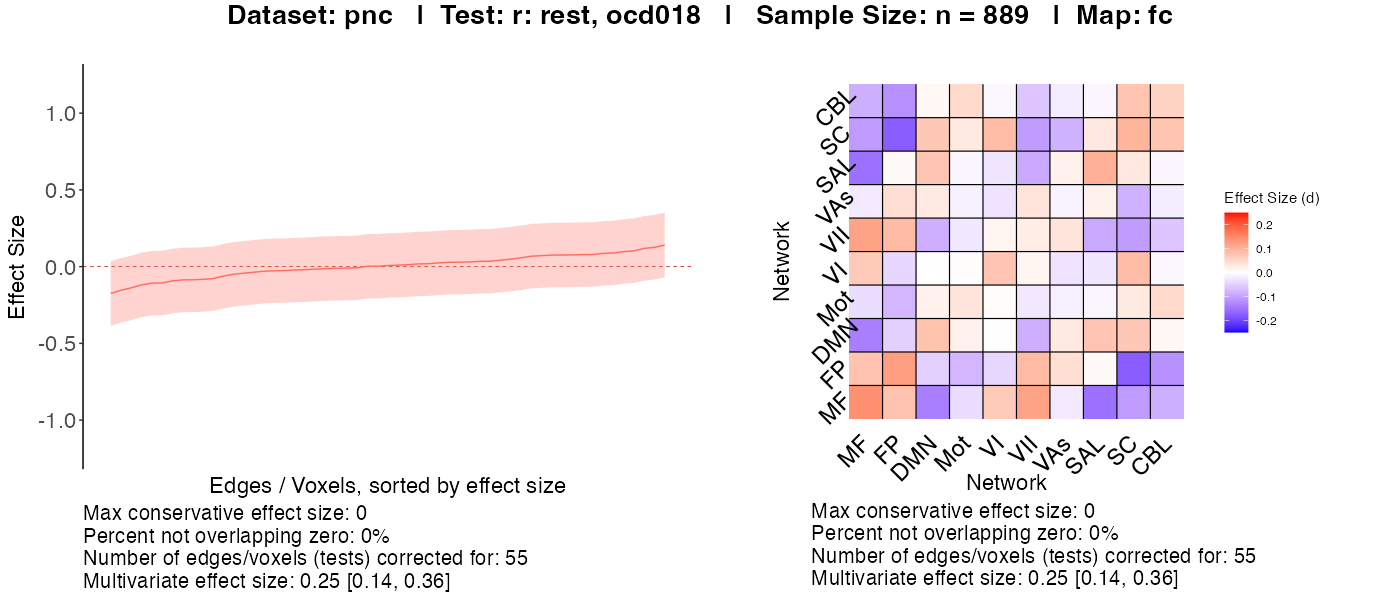 Dataset: pnc | Test: r: rest, ocd018 | Sample Size: n = 889 | Map: fc
Effect Size
1.0
0.5
0.0
-0.5
-1.0
Edges / Voxels, sorted by effect size
Max conservative effect size: 0
Percent not overlapping zero: 0%
Number of edges/voxels (tests) corrected for: 55
Multivariate effect size: 0.25 [0.14, 0.36]
Network
CBL
SC
SAL
VAs
VII
VI
Mot
DMN
FP
MF
MF
FP
DMN
Mot
VI
VII
VAs
SAL
SC
CBL
Network
Effect Size (d)
0.2
0.1
0.0
-0.1
-0.2
Max conservative effect size: 0
Percent not overlapping zero: 0%
Number of edges/voxels (tests) corrected for: 55
Multivariate effect size: 0.25 [0.14, 0.36]